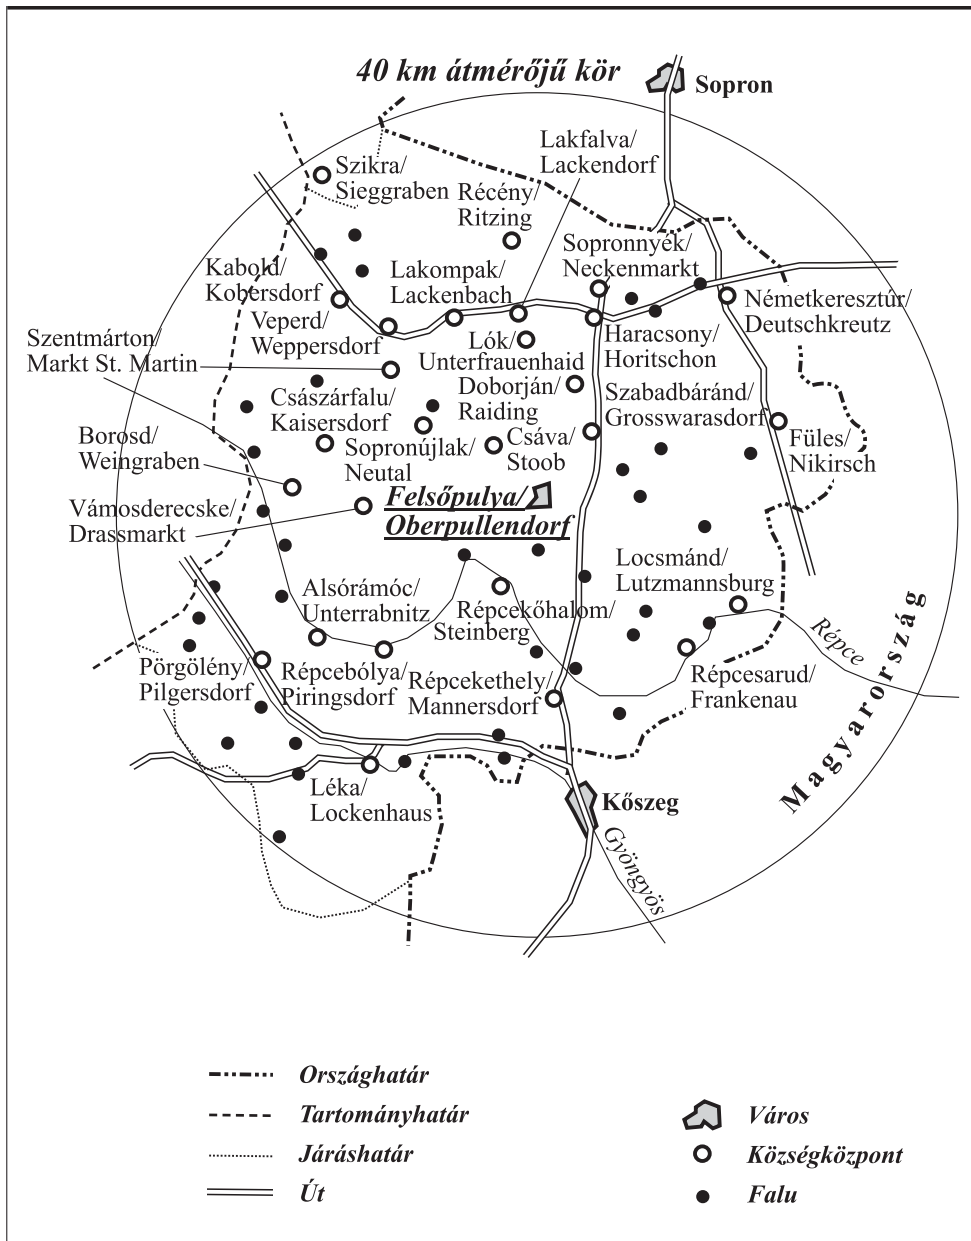 40 km átmérőjű kör
Sopron
Lakfalva/
Lackendorf
Szikra/
Sieggraben
Récény/
Ritzing
Sopronnyék/
Neckenmarkt
Kabold/
Kobersdorf
Lakompak/
Lackenbach
Németkeresztúr/
Deutschkreutz
Veperd/
Weppersdorf
Szentmárton/
Markt St. Martin
Lók/
Unterfrauenhaid
Haracsony/
Horitschon
Doborján/
Raiding
Császárfalu/
Kaisersdorf
Szabadbáránd/
Grosswarasdorf
Borosd/
Weingraben
Sopronújlak/
Neutal
Csáva/
Stoob
Füles/
Nikirsch
Vámosderecske/
Drassmarkt
Felsőpulya/
Oberpullendorf
Locsmánd/
Lutzmannsburg
Alsórámóc/
Unterrabnitz
Répcekőhalom/
Steinberg
Répce
Magyarország
Pörgölény/
Pilgersdorf
Répcebólya/
Piringsdorf
Répcekethely/
Mannersdorf
Répcesarud/
Frankenau
Léka/
Lockenhaus
Kőszeg
Gyöngyös
Országhatár
Tartományhatár
Járáshatár
Út
Város
Községközpont
Falu